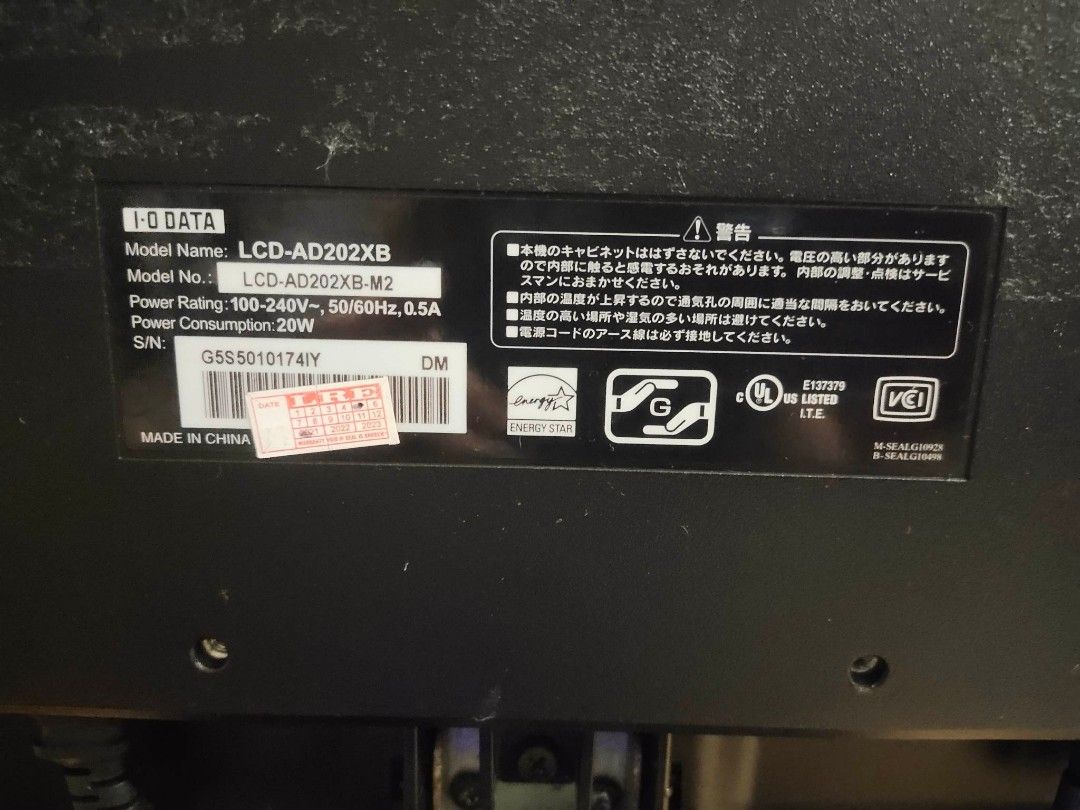 I-O DATA
Model Name: LCD-AD202XB
Model No.: LCD-AD202XB-M2
Power Rating: 100-240V~, 50/60Hz, 0.5A
Power Consumption: 20W
S/N:
G5S5010174IY DM
MADE IN CHINA
DATE LRE
1 2 3 4 6
7 8 9 10 11 12
2022 2023
WARRANTY VOID IF SEAL IS BROKEN
警告
■本機のキャビネットははずさないでください。電圧の高い部分があります
ので内部に触ると感電するおそれがあります。内部の調整・点検はサービ
スマンにおまかせください。
■内部の温度が上昇するので通気孔の周囲に適当な間隔をおいてください。
■温度の高い場所や湿気の多い場所は避けてください。
■電源コードのアース線は必ず接地してください。
energy
ENERGY STAR
G
C UL US LISTED
E137379
I.T.E.
VCI
M-SEALG10928
B-SEALG10498